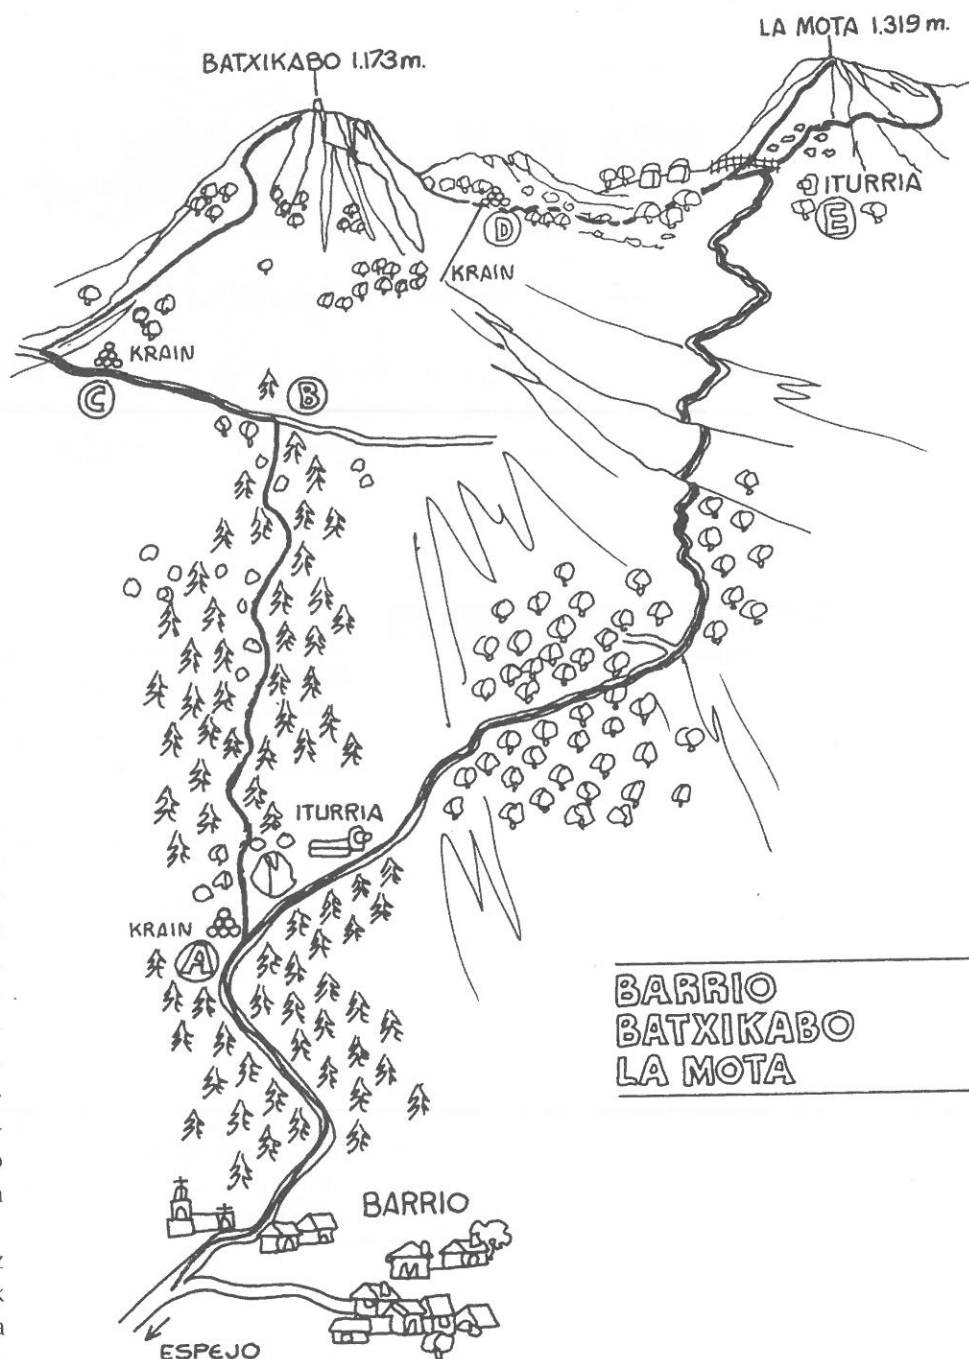 LA MOTA 1.319 m.
BATXIKABO 1.173 m.
ITURRIA
E
D
KRAIN
KRAIN
C
B
ITURRIA
KRAIN
A
BARRIO
BATXIKABO
LA MOTA
BARRIO
ESPEJO